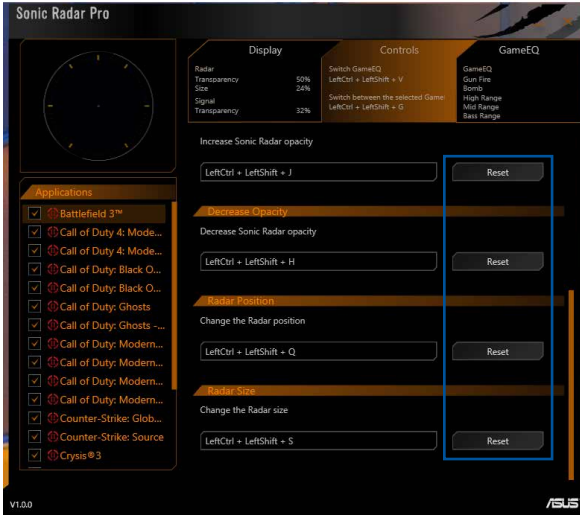 Sonic Radar Pro
Display
Radar
Transparency 50%
Size 24%
Signal
Transparency 32%
Controls
Switch GameEQ
LeftCtrl + LeftShift + V
Switch between the selected Game
LeftCtrl + LeftShift + G
GameEQ
GameEQ
Gun Fire
Bomb
High Range
Mid Range
Bass Range
Increase Sonic Radar opacity
LeftCtrl + LeftShift + J
Reset
Decrease Opacity
Decrease Sonic Radar opacity
LeftCtrl + LeftShift + H
Reset
Radar Position
Change the Radar position
LeftCtrl + LeftShift + Q
Reset
Radar Size
Change the Radar size
LeftCtrl + LeftShift + S
Reset
Applications
Battlefield 3™
Call of Duty 4: Mode...
Call of Duty 4: Mode...
Call of Duty: Black O...
Call of Duty: Black O...
Call of Duty: Ghosts
Call of Duty: Ghosts -...
Call of Duty: Modern...
Call of Duty: Modern...
Call of Duty: Modern...
Call of Duty: Modern...
Counter-Strike: Glob...
Counter-Strike: Source
Crysis®3
V1.0.0
ASUS